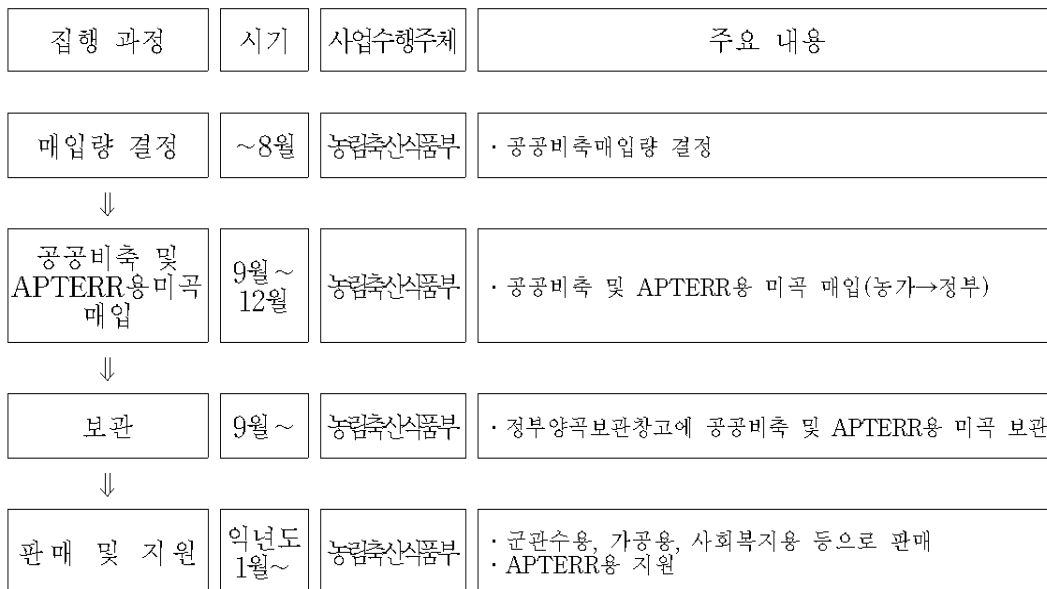 집행 과정 시기 사업수행주체 주요 내용
매입량 결정 ~8월 농림축산식품부 · 공공비축매입량 결정
⇓
공공비축 및
APTERR용미곡
매입
9월~
12월
농림축산식품부
· 공공비축 및 APTERR용 미곡 매입(농가→정부)
⇓
보관 9월~ 농림축산식품부 · 정부양곡보관창고에 공공비축 및 APTERR용 미곡 보관
⇓
판매 및 지원
익년도
1월~
농림축산식품부
· 군관수용, 가공용, 사회복지용 등으로 판매
· APTERR용 지원